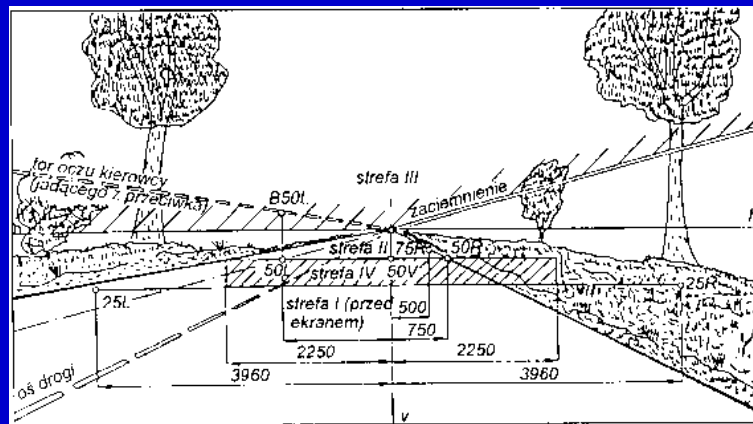 tor oczu kierowcy
(jadącego z przeciwka)
B50L
strefa III
zaciemnienie
strefa II 75R 50R
50L strefa IV 50V
25L
strefa I (przed
ekranem)
500
25R
750
2250 2250
3960 3960
oś drogi
v